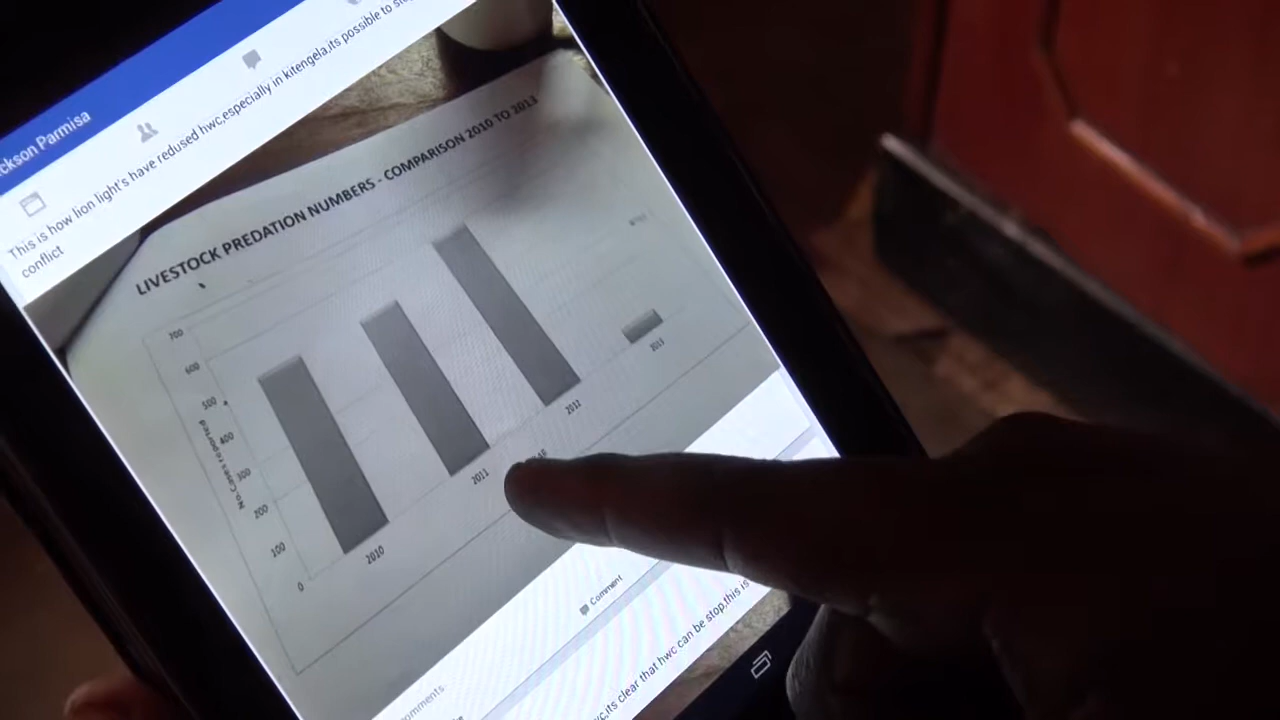 ckson Parmisa
This is how lion light's have redused hwc,especially in kitengela,its possible to
conflict
LIVESTOCK PREDATION NUMBERS - COMPARISON 2010 TO 2013
700
600
500
400
300
200
100
0
No. Cases reported
2010
2011
2012
2013
Comment
comments
its clear that hwc can be stop,this is